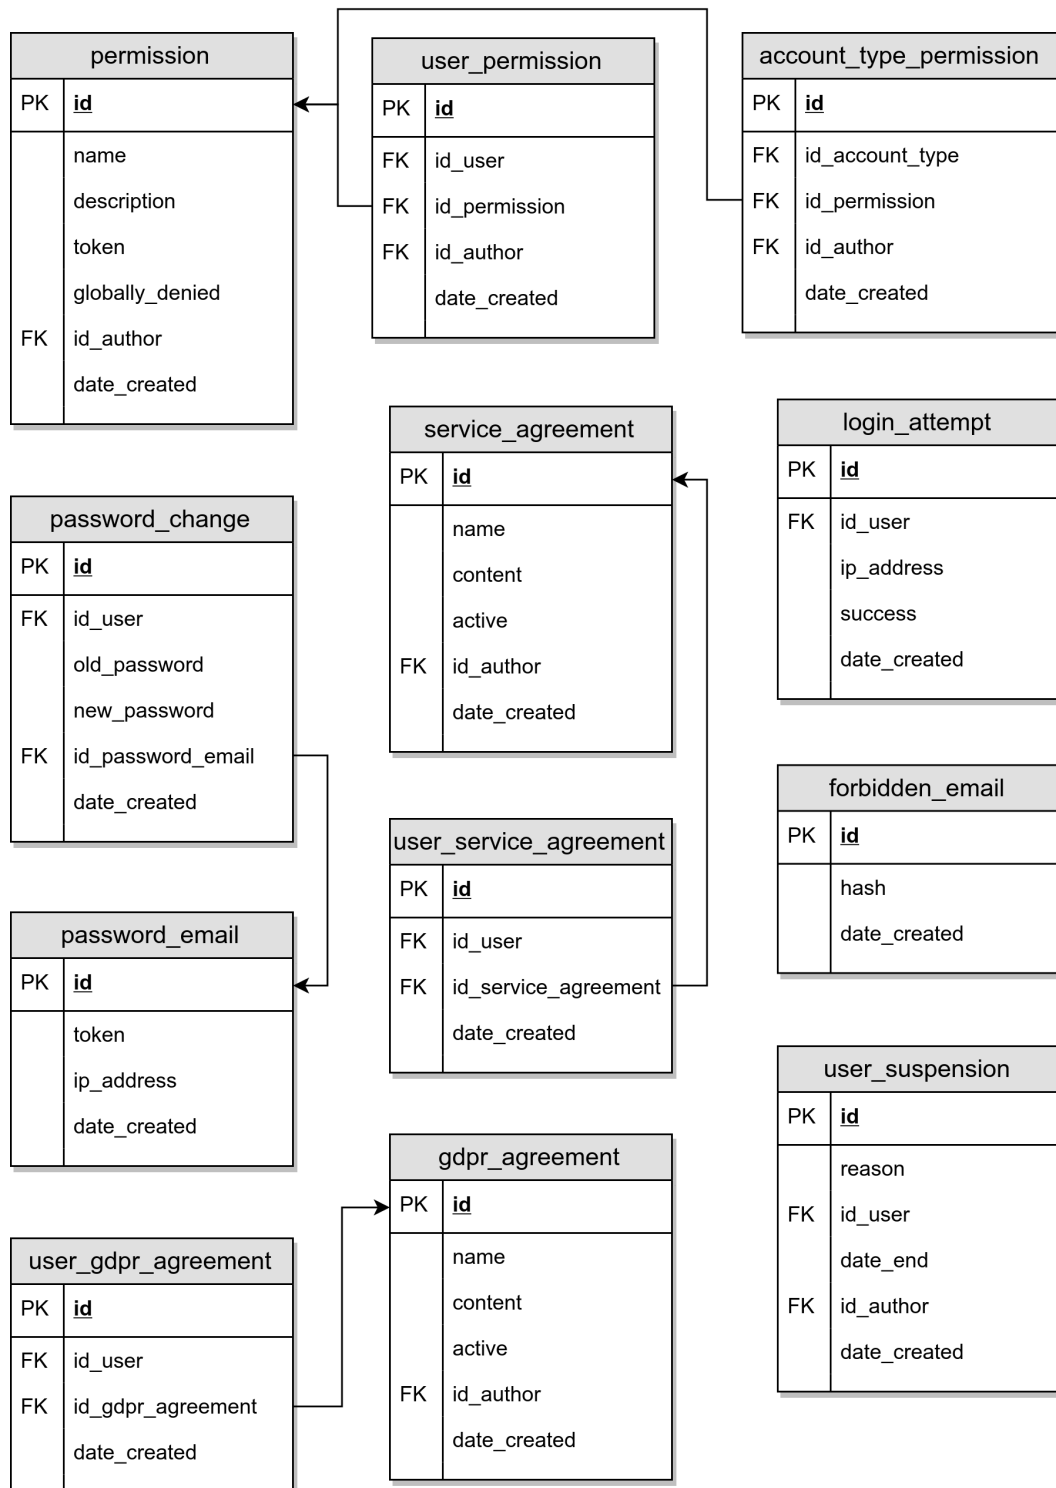 permission
PK id
name
description
token
globally_denied
FK id_author
date_created
user_permission
PK id
FK id_user
FK id_permission
FK id_author
date_created
account_type_permission
PK id
FK id_account_type
FK id_permission
FK id_author
date_created
password_change
PK id
FK id_user
old_password
new_password
FK id_password_email
date_created
service_agreement
PK id
name
content
active
FK id_author
date_created
login_attempt
PK id
FK id_user
ip_address
success
date_created
password_email
PK id
token
ip_address
date_created
user_service_agreement
PK id
FK id_user
FK id_service_agreement
date_created
forbidden_email
PK id
hash
date_created
user_gdpr_agreement
PK id
FK id_user
FK id_gdpr_agreement
date_created
gdpr_agreement
PK id
name
content
active
FK id_author
date_created
user_suspension
PK id
reason
FK id_user
date_end
FK id_author
date_created